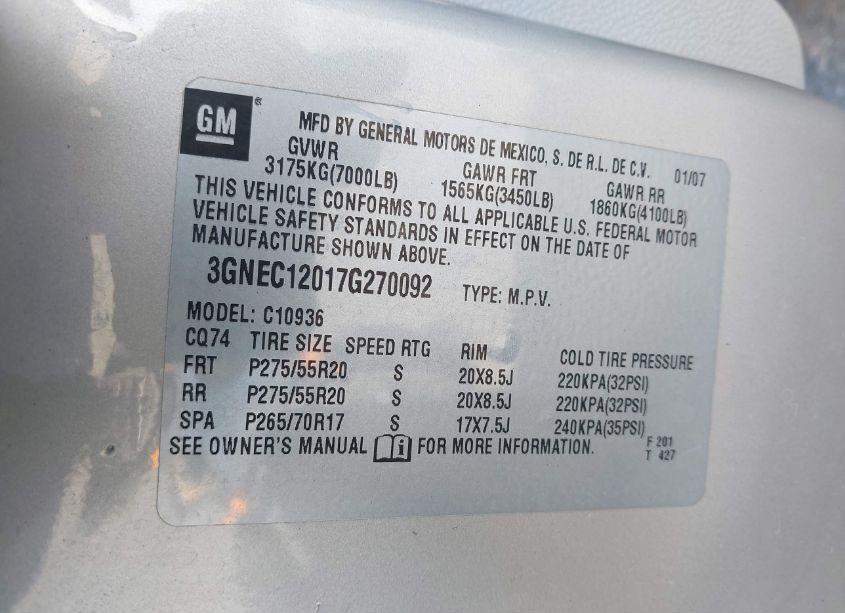 GM ®
MFD BY GENERAL MOTORS DE MEXICO, S. DE R.L. DE C.V. 01/07
GVWR GAWR FRT GAWR RR
3175KG(7000LB) 1565KG(3450LB) 1860KG(4100LB)
THIS VEHICLE CONFORMS TO ALL APPLICABLE U.S. FEDERAL MOTOR
VEHICLE SAFETY STANDARDS IN EFFECT ON THE DATE OF
MANUFACTURE SHOWN ABOVE.
3GNEC12017G270092 TYPE: M.P.V.
MODEL: C10936
CQ74 TIRE SIZE SPEED RTG RIM COLD TIRE PRESSURE
FRT P275/55R20 S 20X8.5J 220KPA(32PSI)
RR P275/55R20 S 20X8.5J 220KPA(32PSI)
SPA P265/70R17 S 17X7.5J 240KPA(35PSI)
SEE OWNER'S MANUAL i FOR MORE INFORMATION. F 201
T 427